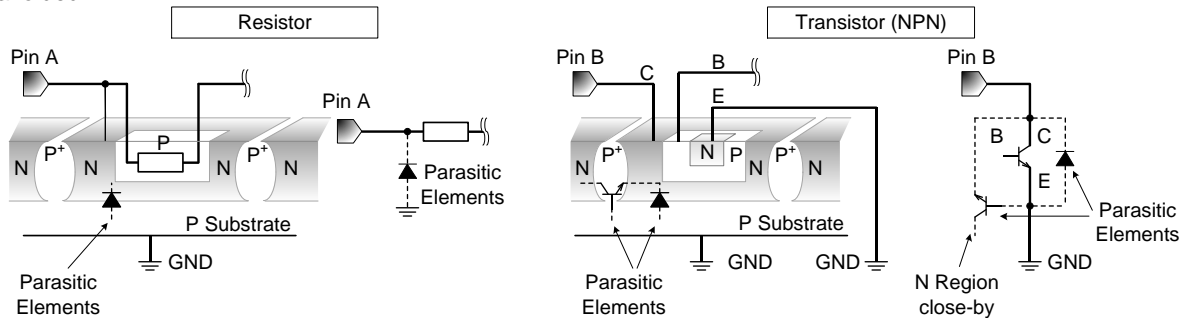 Resistor
Transistor (NPN)
Pin A
Pin A
N
P+
N
P
N
P+
N
Parasitic
Elements
P Substrate
GND
Parasitic
Elements
Pin B
C
B
E
N
P+
N
N
P
N
P+
N
P Substrate
GND
GND
Parasitic
Elements
Pin B
B
C
E
Parasitic
Elements
GND
N Region
close-by